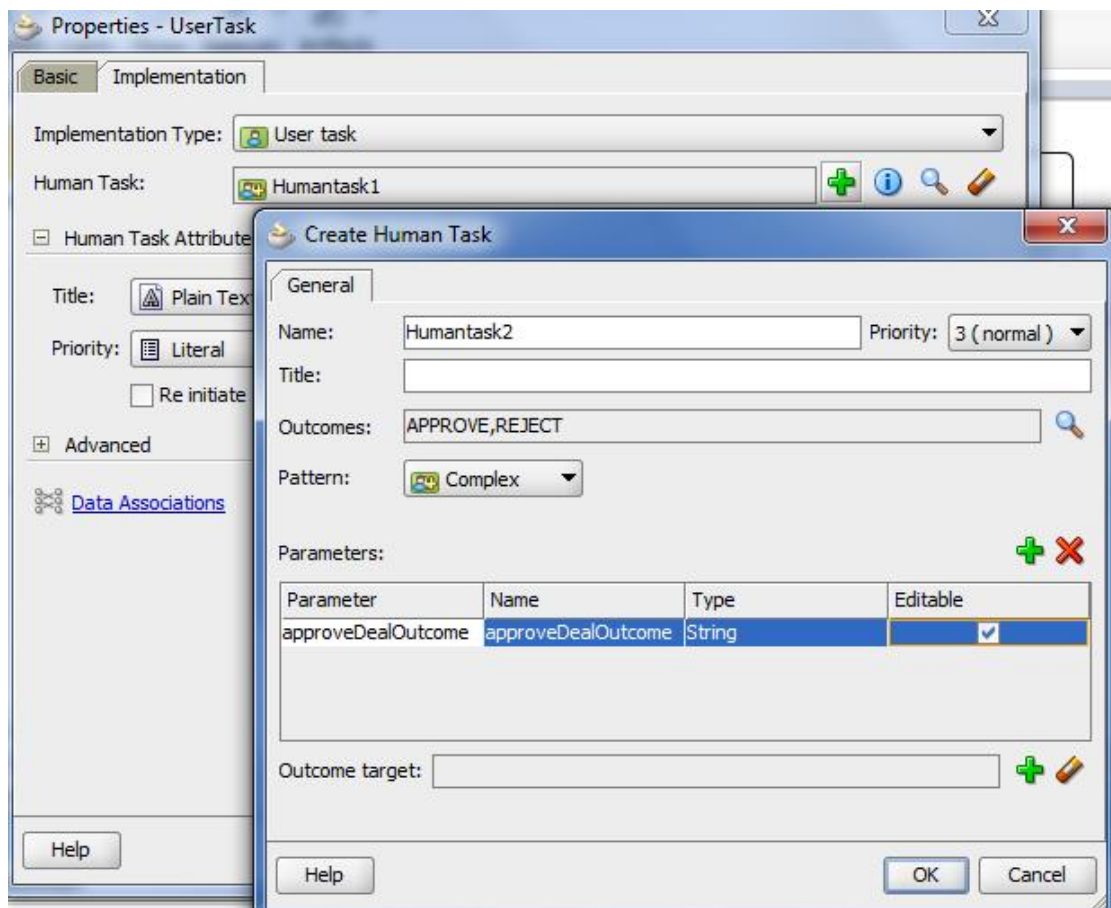 Properties - UserTask
Basic Implementation
Implementation Type: User task
Human Task: Humantask1
Human Task Attribute
Title: Plain Tex
Priority: Literal
Re initiate
Advanced
Data Associations
Help
Create Human Task
General
Name: Humantask2 Priority: 3 ( normal )
Title:
Outcomes: APPROVE,REJECT
Pattern: Complex
Parameters:
Parameter Name Type Editable
approveDealOutcome approveDealOutcome String
Outcome target:
Help OK Cancel